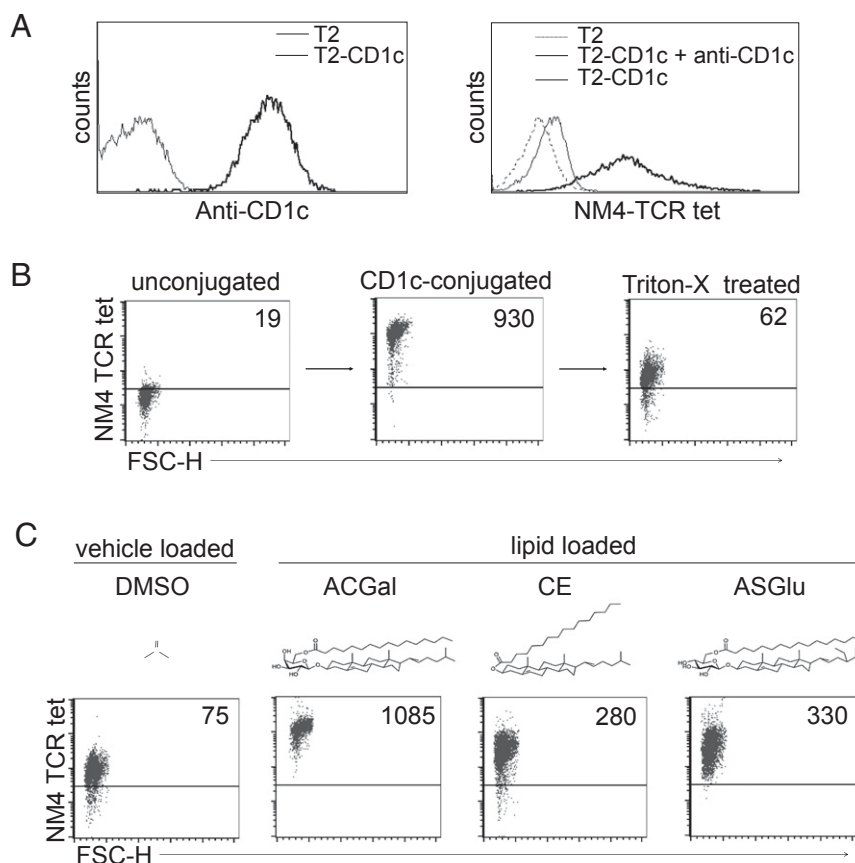 A
T2
T2-CD1c
counts
Anti-CD1c
T2
T2-CD1c + anti-CD1c
T2-CD1c
counts
NM4-TCR tet
B
unconjugated
CD1c-conjugated
Triton-X treated
19
930
62
NM4 TCR tet
FSC-H
C
vehicle loaded
lipid loaded
DMSO
ACGal
CE
ASGlu
75
1085
280
330
NM4 TCR tet
FSC-H